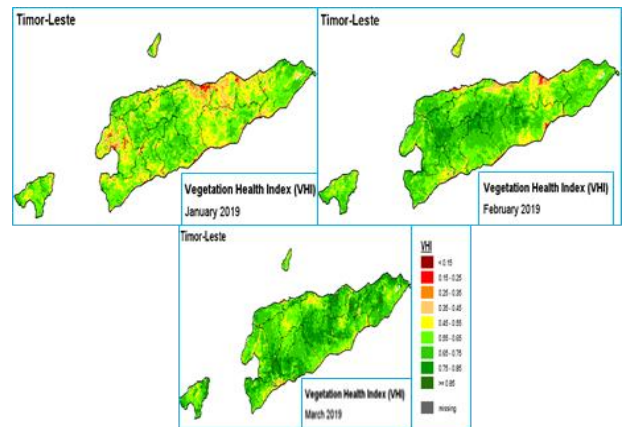 Timor-Leste
Vegetation Health Index (VHI)
January 2019
Timor-Leste
Vegetation Health Index (VHI)
February 2019
Timor-Leste
Vegetation Health Index (VHI)
March 2019
VHI
< 0.15
0.15 - 0.25
0.25 - 0.35
0.35 - 0.45
0.45 - 0.55
0.55 - 0.65
0.65 - 0.75
0.75 - 0.85
>= 0.85
missing